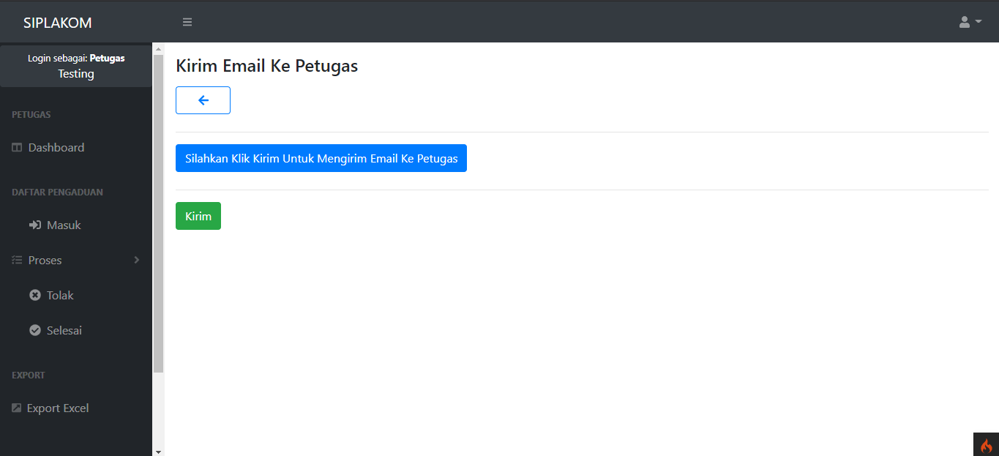 SIPLAKOM
Login sebagai: Petugas
Testing
PETUGAS
Dashboard
DAFTAR PENGADUAN
Masuk
Proses
Tolak
Selesai
EXPORT
Export Excel
Kirim Email Ke Petugas
Silahkan Klik Kirim Untuk Mengirim Email Ke Petugas
Kirim